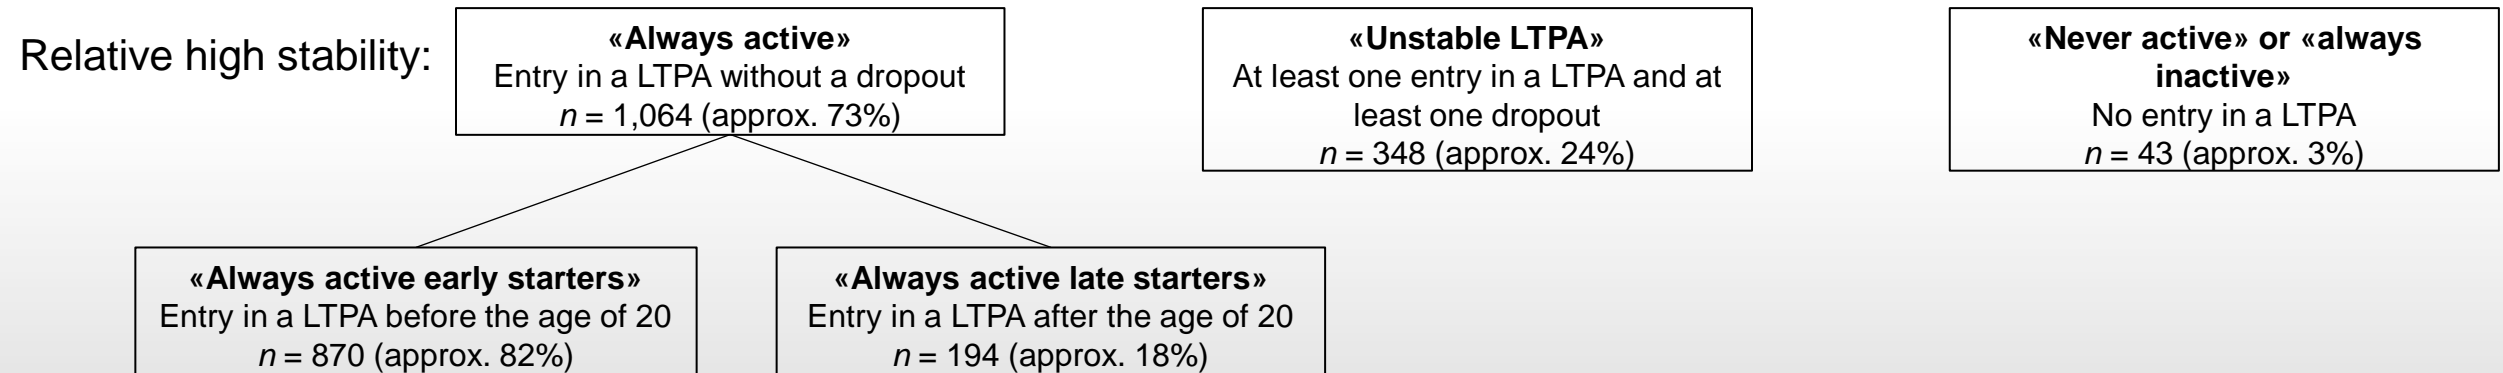 Relative high stability:
«Always active»
Entry in a LTPA without a dropout
n = 1,064 (approx. 73%)
«Unstable LTPA»
At least one entry in a LTPA and at
least one dropout
n = 348 (approx. 24%)
«Never active» or «always
inactive»
No entry in a LTPA
n = 43 (approx. 3%)
«Always active early starters»
Entry in a LTPA before the age of 20
n = 870 (approx. 82%)
«Always active late starters»
Entry in a LTPA after the age of 20
n = 194 (approx. 18%)